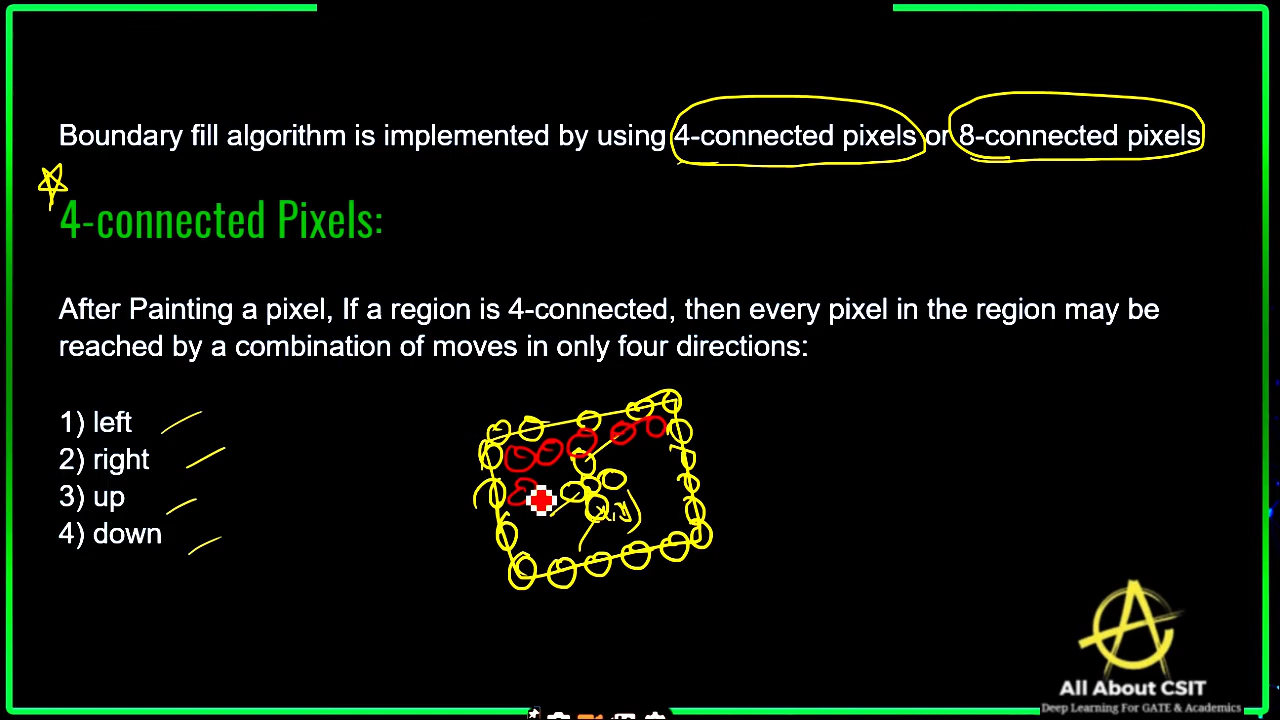 Boundary fill algorithm is implemented by using 4-connected pixels or 8-connected pixels
4-connected Pixels:
After Painting a pixel, If a region is 4-connected, then every pixel in the region may be
reached by a combination of moves in only four directions:
1) left
2) right
3) up
4) down
All About CSIT
Deep Learning For GATE & Academics